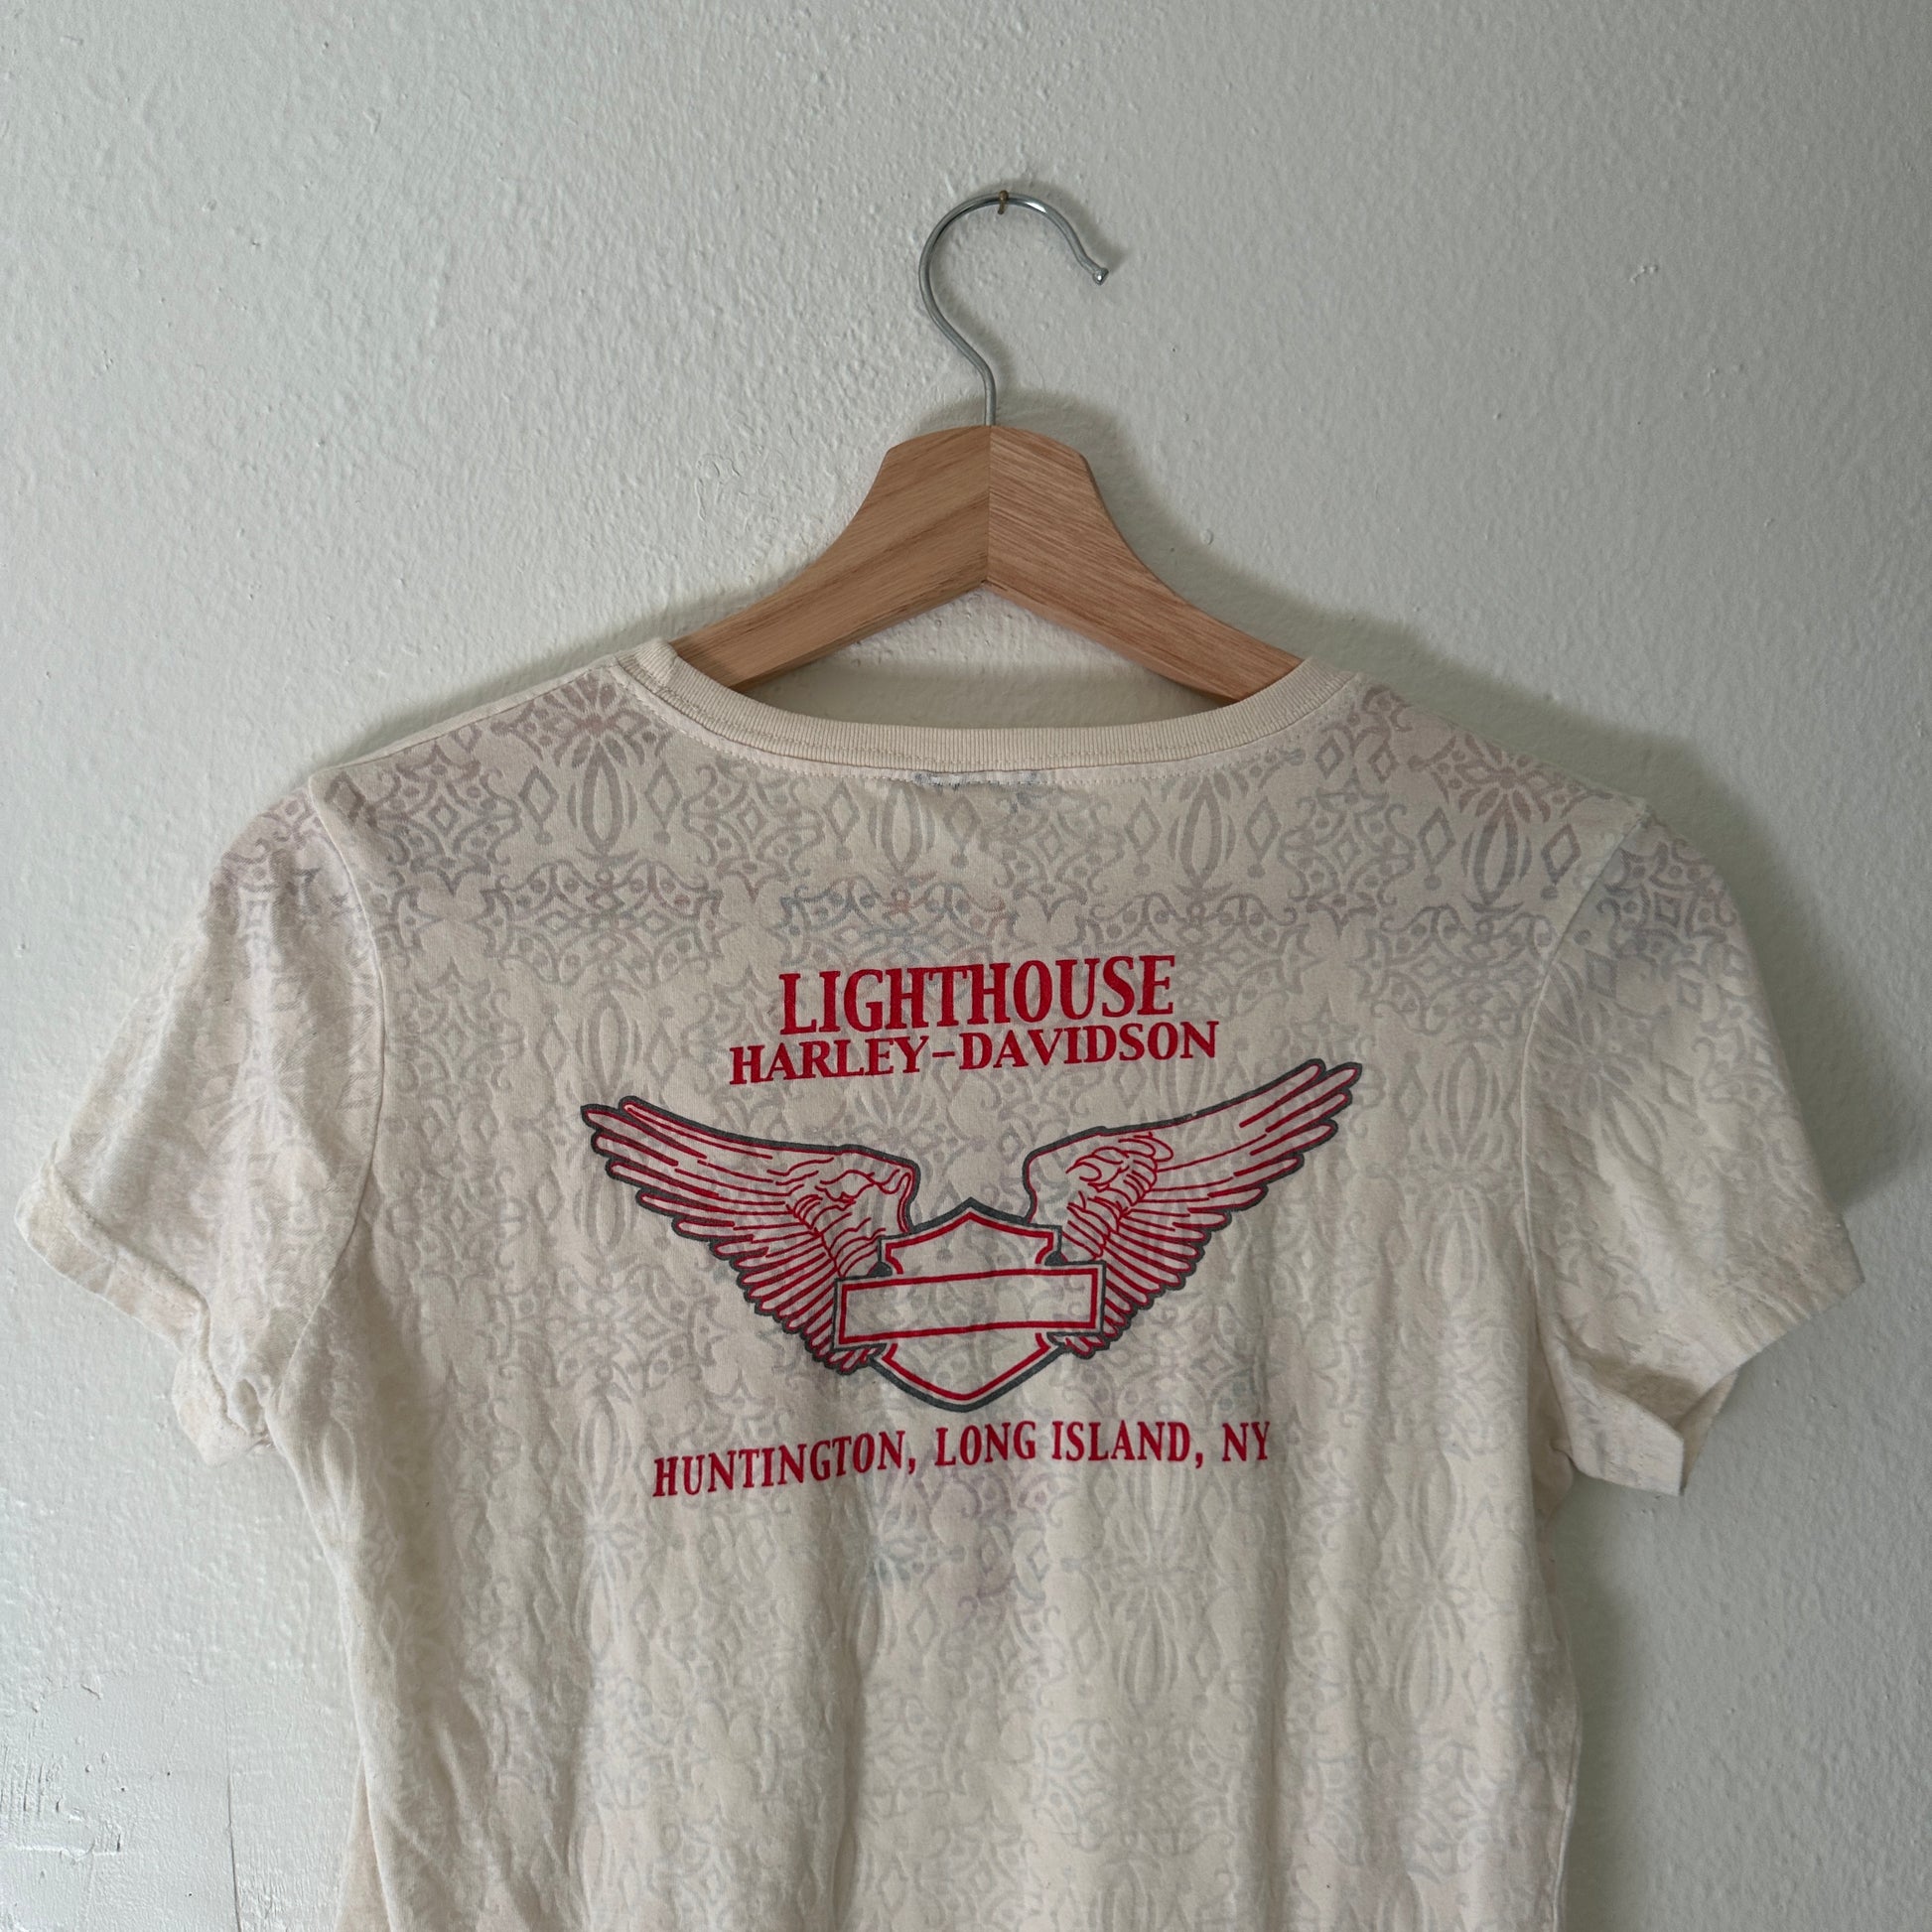 LIGHTHOUSE
HARLEY-DAVIDSON
HUNTINGTON, LONG ISLAND, NY